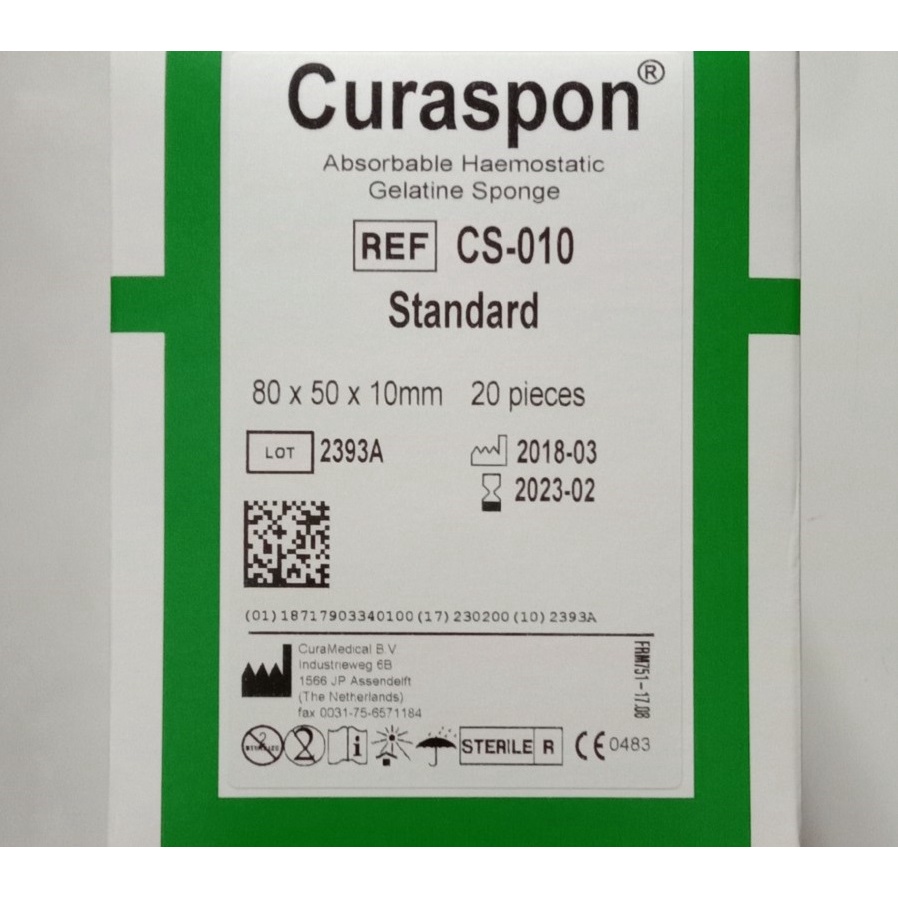 Curaspon®
Absorbable Haemostatic
Gelatine Sponge
REF CS-010
Standard
80 x 50 x 10mm 20 pieces
LOT 2393A 2018-03
2023-02
(01)18717903340100(17)230200(10)2393A
CuraMedical B.V
Industrieweg 6B
1566 JP Assendelft
(The Netherlands)
fax 0031-75-6571184
FRM751-17.08
2 2 i STERILE R CE 0483